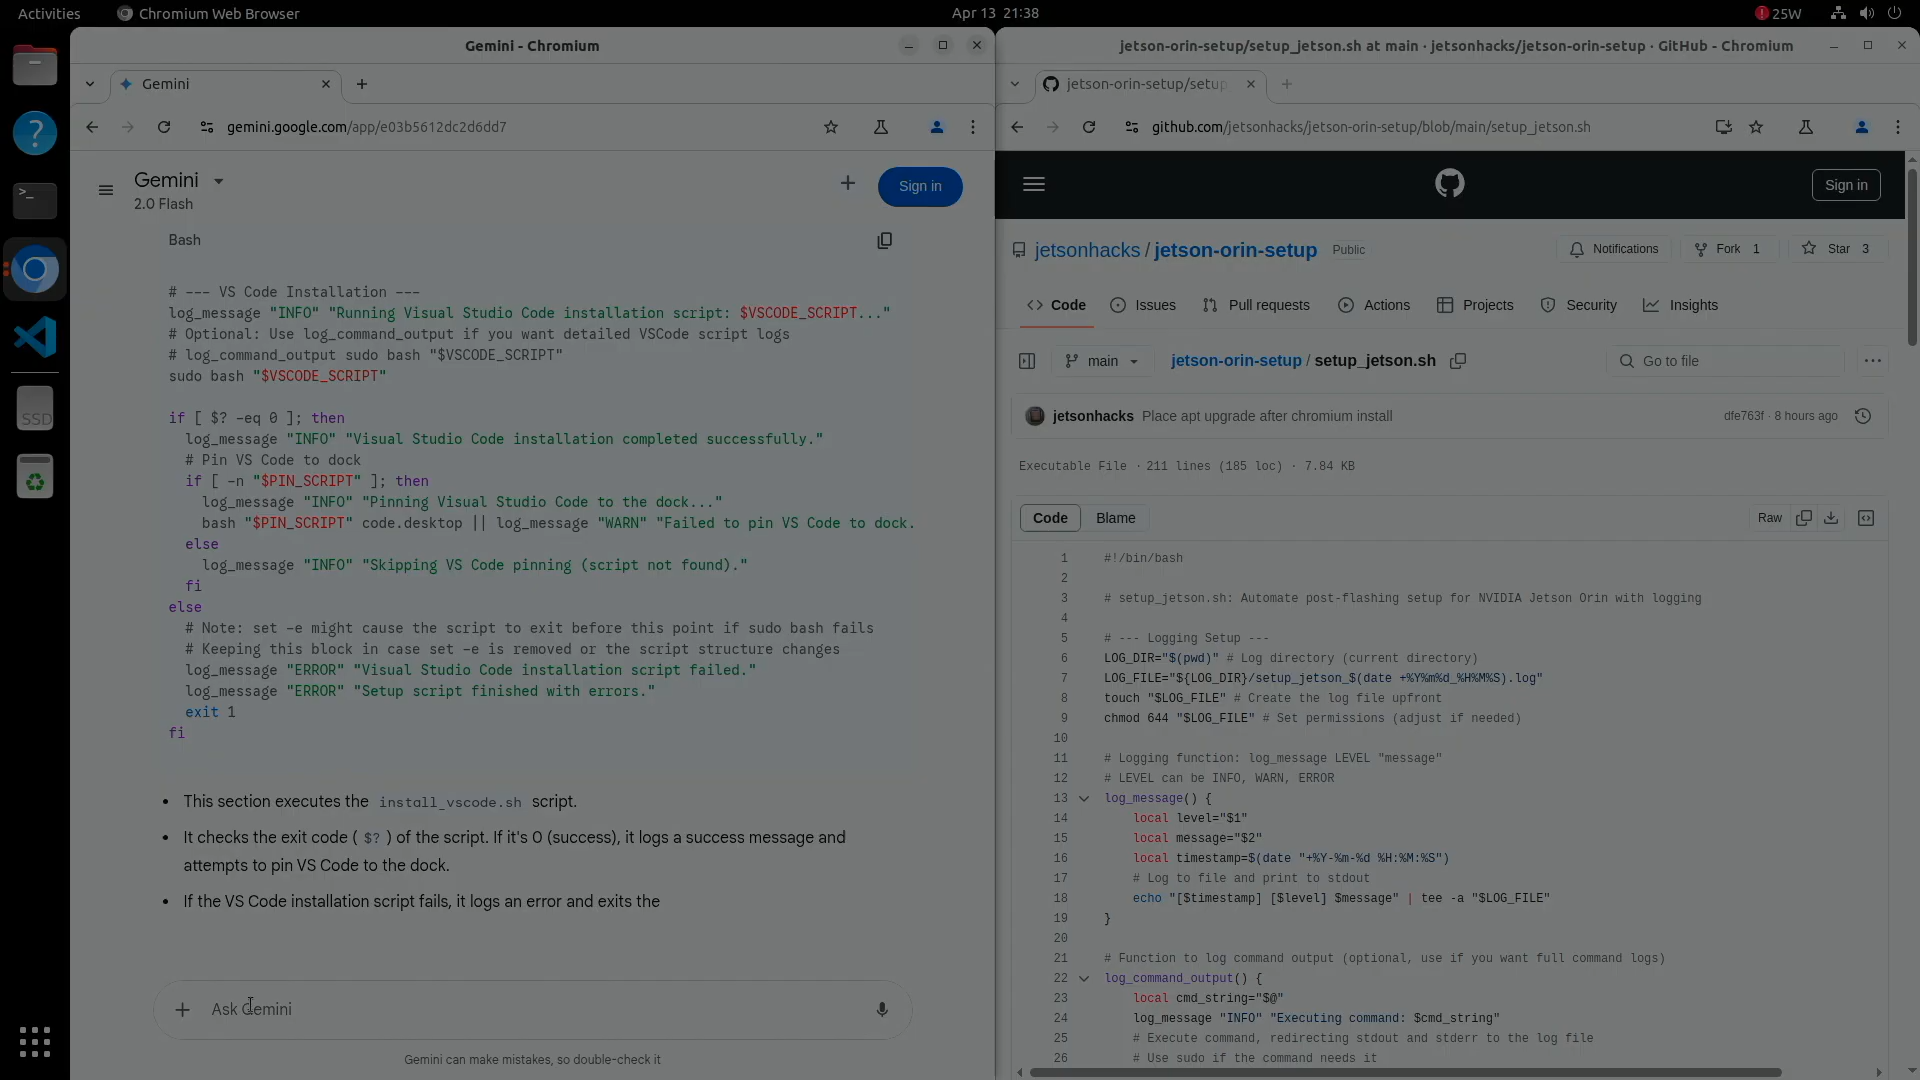 Activities
Chromium Web Browser
Apr 13 21:38
25W
Gemini - Chromium
Gemini
gemini.google.com/app/e03b5612dc2d6dd7
Gemini
2.0 Flash
Sign in
Bash
# --- VS Code Installation ---
log_message "INFO" "Running Visual Studio Code installation script: $VSCODE_SCRIPT..."
# Optional: Use log_command_output if you want detailed VSCode script logs
# log_command_output sudo bash "$VSCODE_SCRIPT"
sudo bash "$VSCODE_SCRIPT"
if [ $? -eq 0 ]; then
log_message "INFO" "Visual Studio Code installation completed successfully."
# Pin VS Code to dock
if [ -n "$PIN_SCRIPT" ]; then
log_message "INFO" "Pinning Visual Studio Code to the dock..."
bash "$PIN_SCRIPT" code.desktop || log_message "WARN" "Failed to pin VS Code to dock.
else
log_message "INFO" "Skipping VS Code pinning (script not found)."
fi
else
# Note: set -e might cause the script to exit before this point if sudo bash fails
# Keeping this block in case set -e is removed or the script structure changes
log_message "ERROR" "Visual Studio Code installation script failed."
log_message "ERROR" "Setup script finished with errors."
exit 1
fi
• This section executes the install_vscode.sh script.
• It checks the exit code ( $? ) of the script. If it's 0 (success), it logs a success message and
attempts to pin VS Code to the dock.
• If the VS Code installation script fails, it logs an error and exits the
Ask Gemini
Gemini can make mistakes, so double-check it
SSD
jetson-orin-setup/setup_jetson.sh at main · jetsonhacks/jetson-orin-setup · GitHub - Chromium
jetson-orin-setup/setup
github.com/jetsonhacks/jetson-orin-setup/blob/main/setup_jetson.sh
Sign in
jetsonhacks / jetson-orin-setup Public
Notifications
Fork 1
Star 3
Code
Issues
Pull requests
Actions
Projects
Security
Insights
main
jetson-orin-setup / setup_jetson.sh
Go to file
jetsonhacks Place apt upgrade after chromium install
dfe763f · 8 hours ago
Executable File · 211 lines (185 loc) · 7.84 KB
Code
Blame
Raw
1 #!/bin/bash
2
3 # setup_jetson.sh: Automate post-flashing setup for NVIDIA Jetson Orin with logging
4
5 # --- Logging Setup ---
6 LOG_DIR="$(pwd)" # Log directory (current directory)
7 LOG_FILE="${LOG_DIR}/setup_jetson_$(date +%Y%m%d_%H%M%S).log"
8 touch "$LOG_FILE" # Create the log file upfront
9 chmod 644 "$LOG_FILE" # Set permissions (adjust if needed)
10
11 # Logging function: log_message LEVEL "message"
12 # LEVEL can be INFO, WARN, ERROR
13 log_message() {
14 local level="$1"
15 local message="$2"
16 local timestamp=$(date "+%Y-%m-%d %H:%M:%S")
17 # Log to file and print to stdout
18 echo "[$timestamp] [$level] $message" | tee -a "$LOG_FILE"
19 }
20
21 # Function to log command output (optional, use if you want full command logs)
22 log_command_output() {
23 local cmd_string="$@"
24 log_message "INFO" "Executing command: $cmd_string"
25 # Execute command, redirecting stdout and stderr to the log file
26 # Use sudo if the command needs it